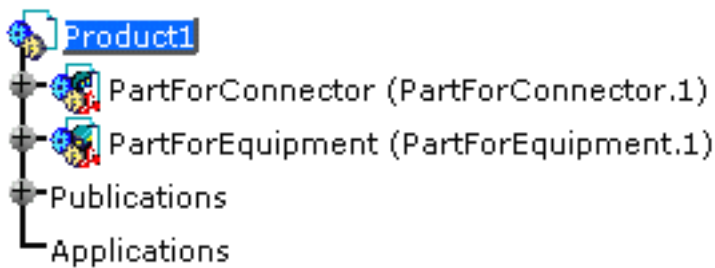 Product1
PartForConnector (PartForConnector.1)
PartForEquipment (PartForEquipment.1)
Publications
Applications